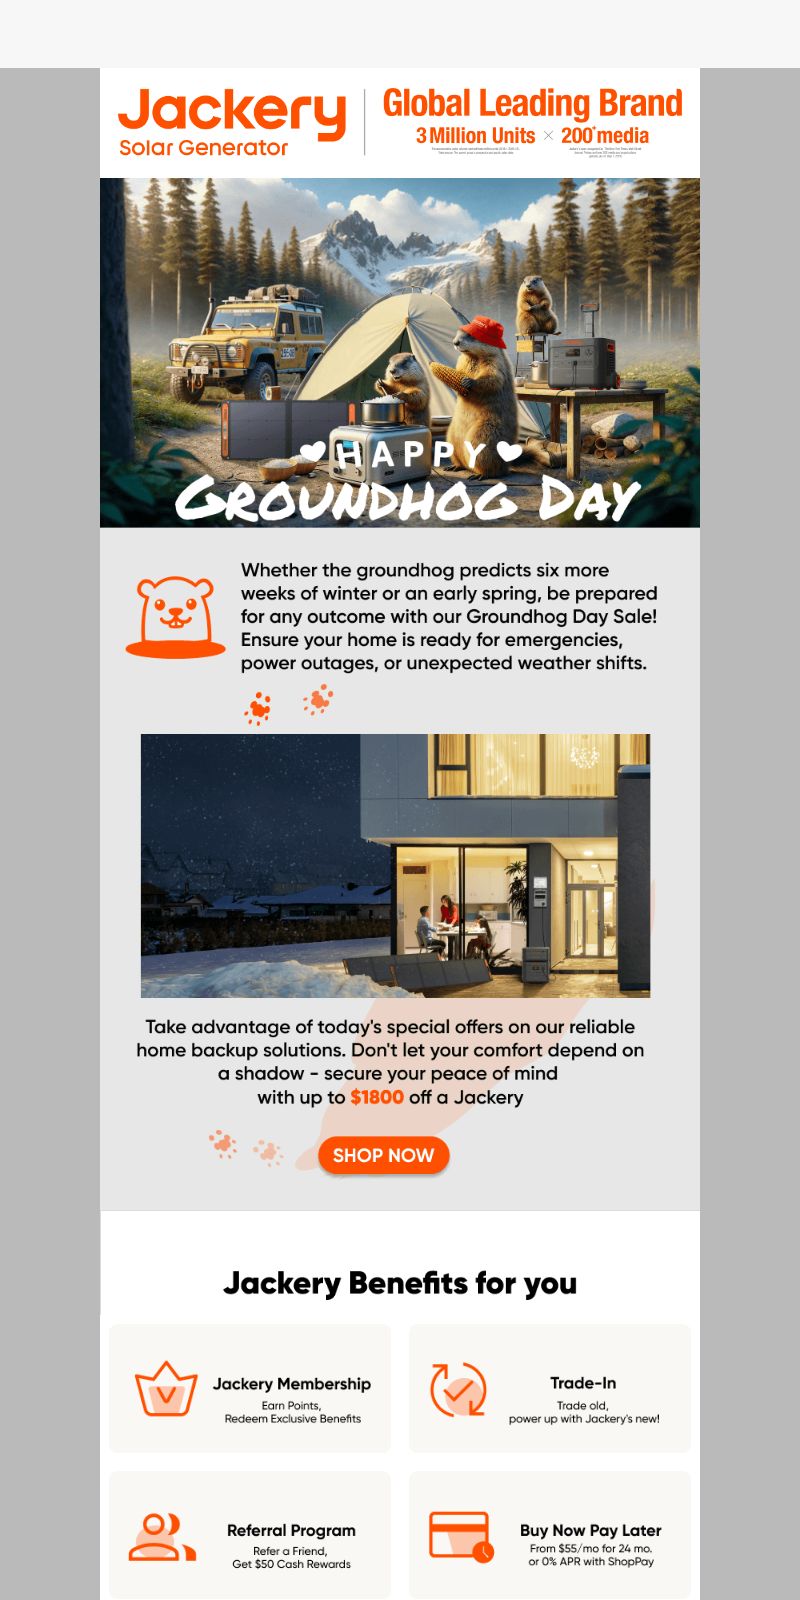 Jackery
Solar Generator
Global Leading Brand
3 Million Units × 200+media
HAPPY
GROUNDHOG DAY
Whether the groundhog predicts six more
weeks of winter or an early spring, be prepared
for any outcome with our Groundhog Day Sale!
Ensure your home is ready for emergencies,
power outages, or unexpected weather shifts.
Take advantage of today's special offers on our reliable
home backup solutions. Don't let your comfort depend on
a shadow - secure your peace of mind
with up to $1800 off a Jackery
SHOP NOW
Jackery Benefits for you
Jackery Membership
Earn Points,
Redeem Exclusive Benefits
Trade-In
Trade old,
power up with Jackery's new!
Referral Program
Refer a Friend,
Get $50 Cash Rewards
Buy Now Pay Later
From $55/mo for 24 mo.
or 0% APR with ShopPay